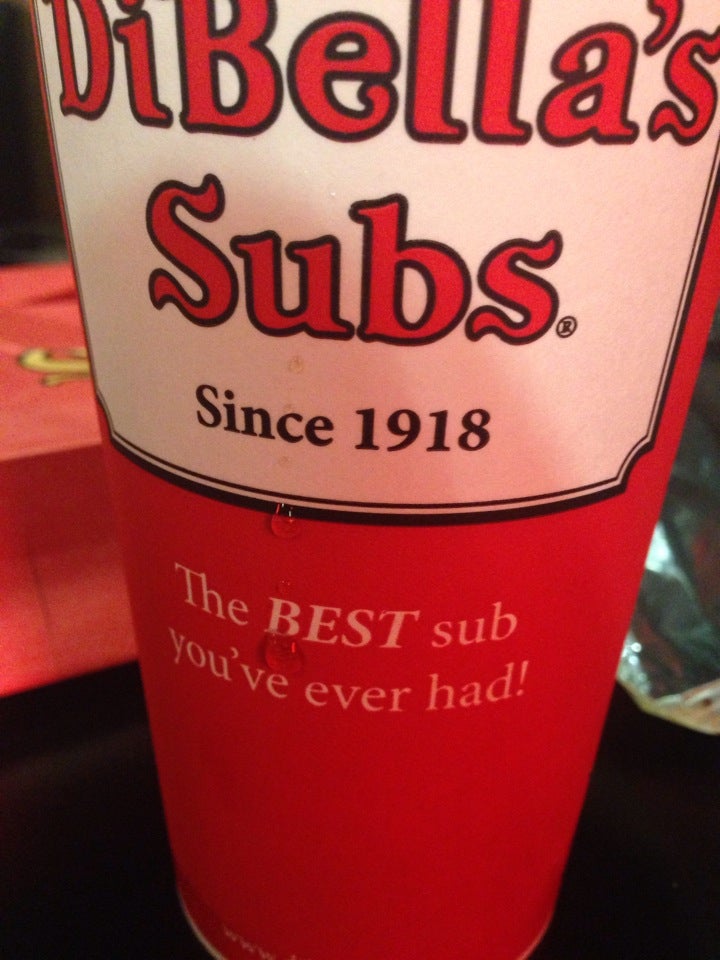 DiBella's
Subs®
Since 1918
The BEST sub
you've ever had!